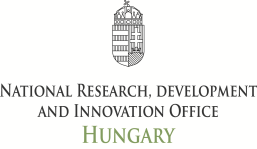 NATIONAL RESEARCH, DEVELOPMENT
AND INNOVATION OFFICE
HUNGARY